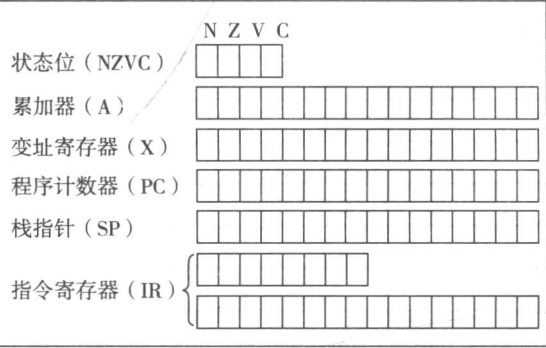 N Z V C
状态位（NZVC）
累加器（A）
变址寄存器（X）
程序计数器（PC）
栈指针（SP）
指令寄存器（IR）